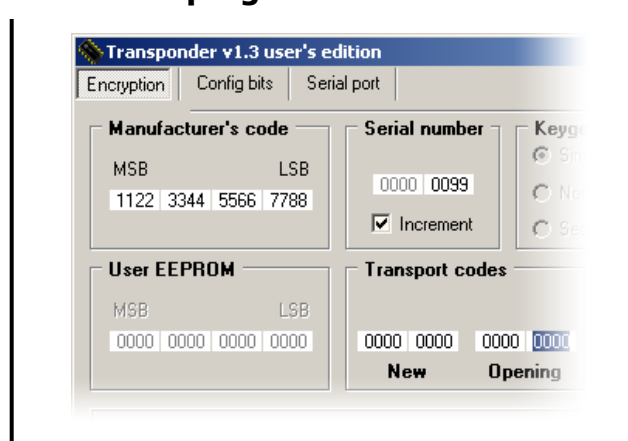 Transponder v1.3 user's edition
Encryption Config bits Serial port
Manufacturer's code Serial number
MSB LSB
0000 0099
1122 3344 5566 7788
Increment
User EEPROM Transport codes
MSB LSB
0000 0000 0000 0000 0000 0000 0000 0000
New Opening